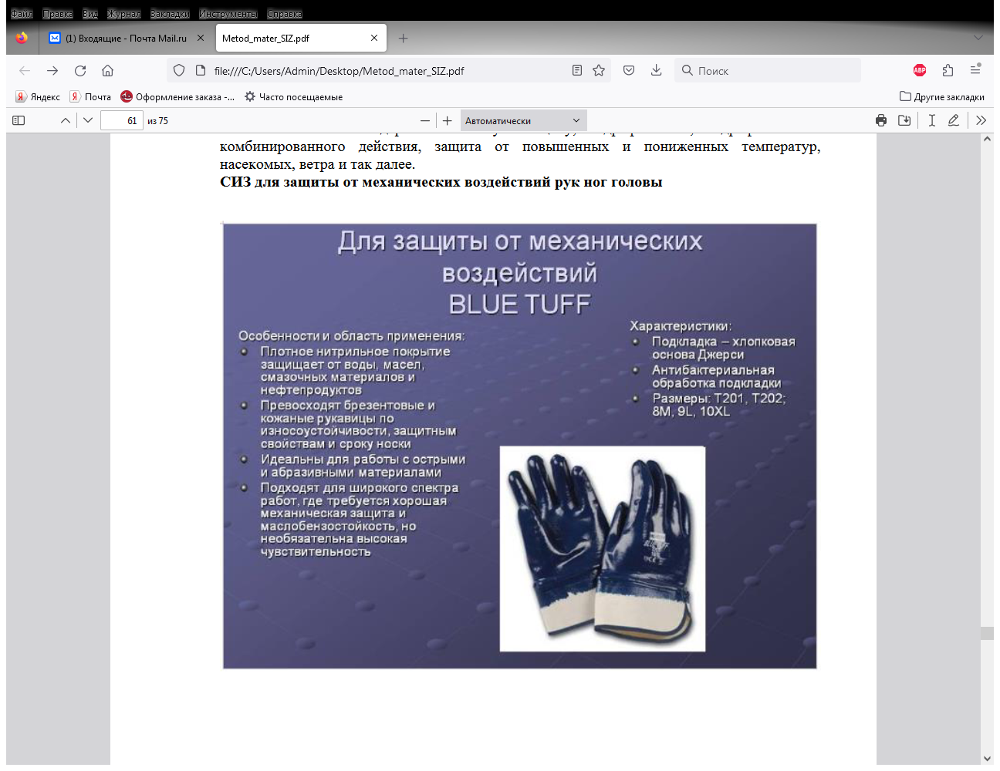 Файл Правка Вид Журнал Закладки Инструменты Справка
(1) Входящие - Почта Mail.ru
Metod_mater_SIZ.pdf
file:///C:/Users/Admin/Desktop/Metod_mater_SIZ.pdf
Поиск
ABP
Яндекс Почта Оформление заказа -... Часто посещаемые
Другие закладки
61 из 75
Автоматически
комбинированного действия, защита от повышенных и пониженных температур,
насекомых, ветра и так далее.
СИЗ для защиты от механических воздействий рук ног головы
Для защиты от механических
воздействий
BLUE TUFF
Особенности и область применения:
Плотное нитрильное покрытие
защищает от воды, масел,
смазочных материалов и
нефтепродуктов
Превосходят брезентовые и
кожаные рукавицы по
износоустойчивости, защитным
свойствам и сроку носки
Идеальны для работы с острыми
и абразивными материалами
Подходят для широкого спектра
работ, где требуется хорошая
механическая защита и
маслобензостойкость, но
необязательна высокая
чувствительность
Характеристики:
Подкладка – хлопковая
основа Джерси
Антибактериальная
обработка подкладки
Размеры: T201, T202;
8M, 9L, 10XL
BLUE TUFF